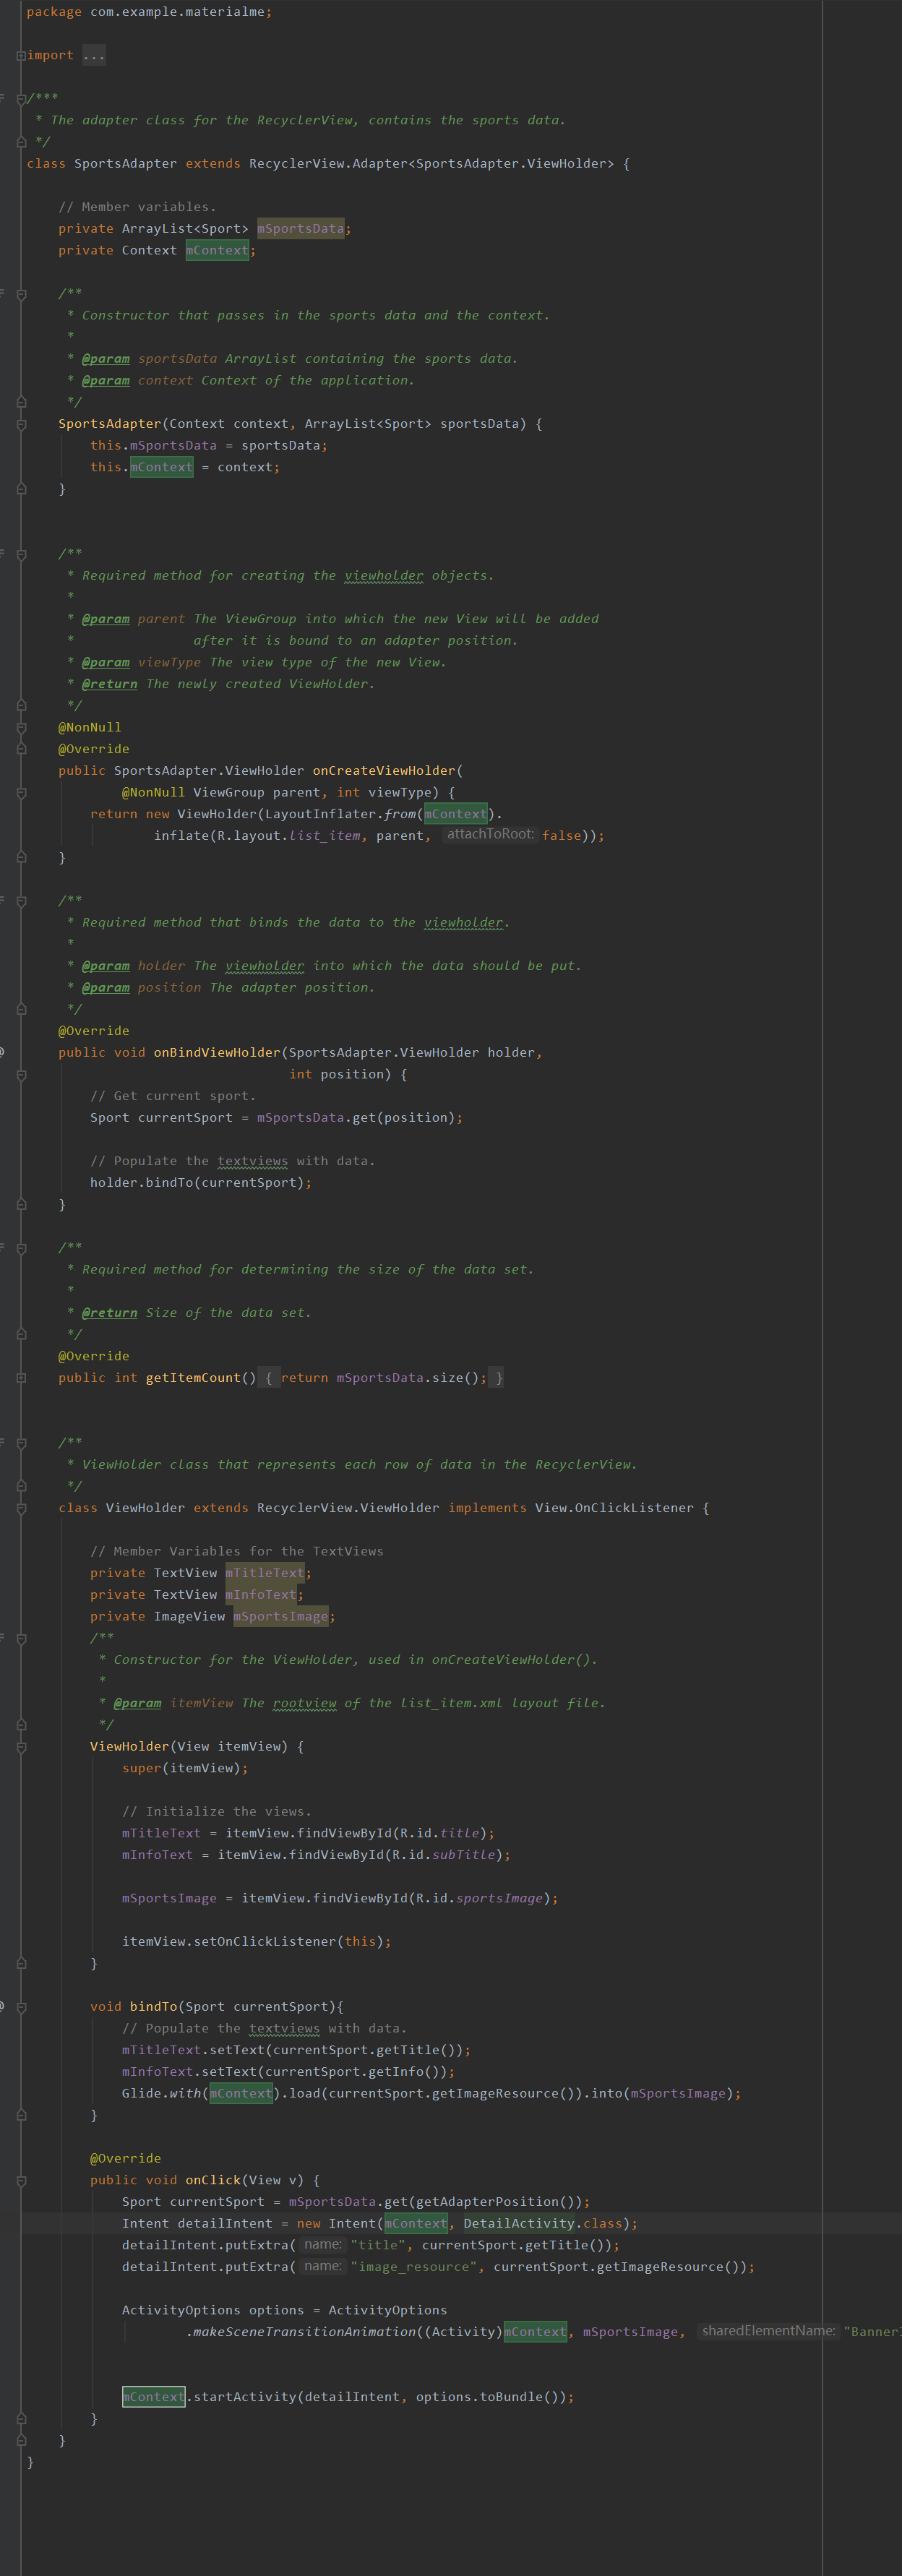 package com.example.materialme;
import ...
/***
 * The adapter class for the RecyclerView, contains the sports data.
 */
class SportsAdapter extends RecyclerView.Adapter<SportsAdapter.ViewHolder> {
    // Member variables.
    private ArrayList<Sport> mSportsData;
    private Context mContext;
    /**
     * Constructor that passes in the sports data and the context.
     *
     * @param sportsData ArrayList containing the sports data.
     * @param context Context of the application.
     */
    SportsAdapter(Context context, ArrayList<Sport> sportsData) {
        this.mSportsData = sportsData;
        this.mContext = context;
    }
    /**
     * Required method for creating the viewholder objects.
     *
     * @param parent The ViewGroup into which the new View will be added
     *               after it is bound to an adapter position.
     * @param viewType The view type of the new View.
     * @return The newly created ViewHolder.
     */
    @NonNull
    @Override
    public SportsAdapter.ViewHolder onCreateViewHolder(
            @NonNull ViewGroup parent, int viewType) {
        return new ViewHolder(LayoutInflater.from(mContext).
                inflate(R.layout.list_item, parent, attachToRoot: false));
    }
    /**
     * Required method that binds the data to the viewholder.
     *
     * @param holder The viewholder into which the data should be put.
     * @param position The adapter position.
     */
    @Override
    public void onBindViewHolder(SportsAdapter.ViewHolder holder,
                                 int position) {
        // Get current sport.
        Sport currentSport = mSportsData.get(position);
        // Populate the textviews with data.
        holder.bindTo(currentSport);
    }
    /**
     * Required method for determining the size of the data set.
     *
     * @return Size of the data set.
     */
    @Override
    public int getItemCount() { return mSportsData.size(); }
    /**
     * ViewHolder class that represents each row of data in the RecyclerView.
     */
    class ViewHolder extends RecyclerView.ViewHolder implements View.OnClickListener {
        // Member Variables for the TextViews
        private TextView mTitleText;
        private TextView mInfoText;
        private ImageView mSportsImage;
        /**
         * Constructor for the ViewHolder, used in onCreateViewHolder().
         *
         * @param itemView The rootview of the list_item.xml layout file.
         */
        ViewHolder(View itemView) {
            super(itemView);
            // Initialize the views.
            mTitleText = itemView.findViewById(R.id.title);
            mInfoText = itemView.findViewById(R.id.subTitle);
            mSportsImage = itemView.findViewById(R.id.sportsImage);
            itemView.setOnClickListener(this);
        }
        void bindTo(Sport currentSport){
            // Populate the textviews with data.
            mTitleText.setText(currentSport.getTitle());
            mInfoText.setText(currentSport.getInfo());
            Glide.with(mContext).load(currentSport.getImageResource()).into(mSportsImage);
        }
        @Override
        public void onClick(View v) {
            Sport currentSport = mSportsData.get(getAdapterPosition());
            Intent detailIntent = new Intent(mContext, DetailActivity.class);
            detailIntent.putExtra( name: "title", currentSport.getTitle());
            detailIntent.putExtra( name: "image_resource", currentSport.getImageResource());
            ActivityOptions options = ActivityOptions
                    .makeSceneTransitionAnimation((Activity)mContext, mSportsImage, sharedElementName: "Banner
            mContext.startActivity(detailIntent, options.toBundle());
        }
    }
}